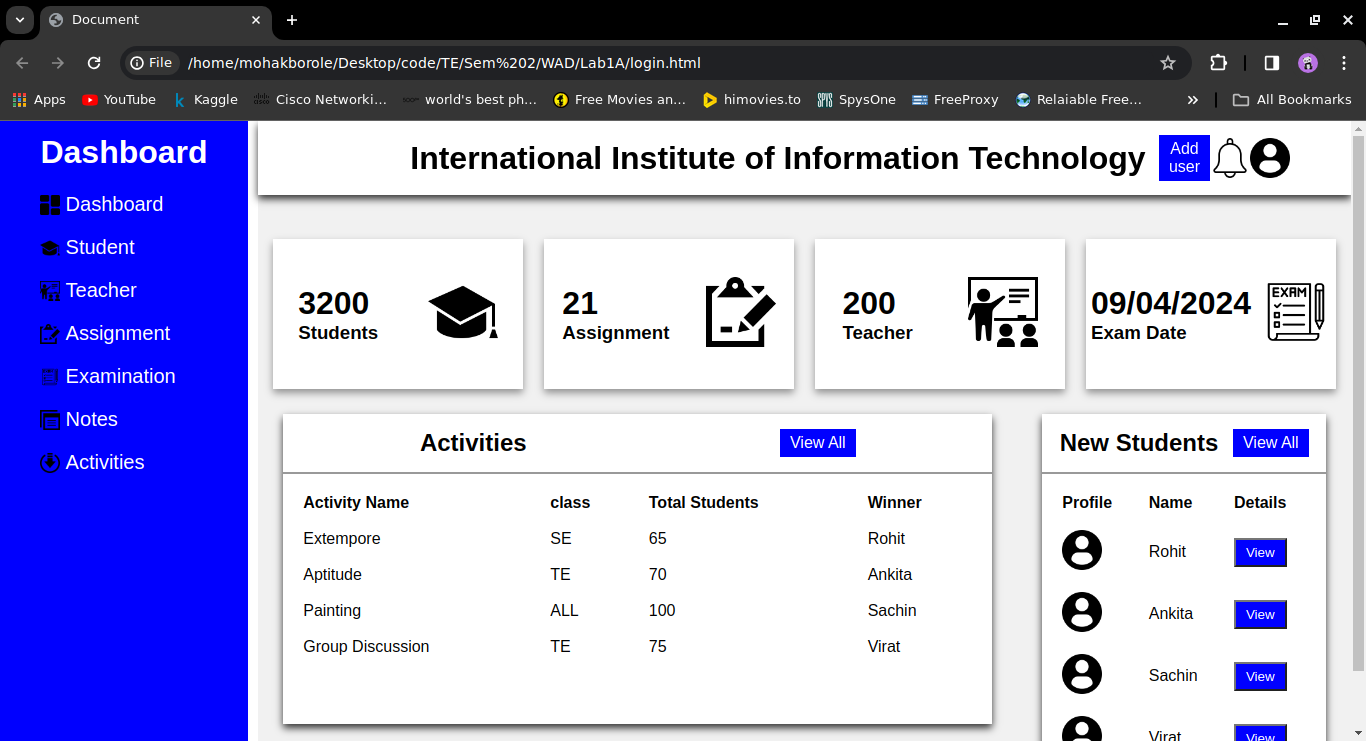 Document
File /home/mohakborole/Desktop/code/TE/Sem%202/WAD/Lab1A/login.html
Apps YouTube Kaggle Cisco Networki… world's best ph… Free Movies an… himovies.to SpysOne FreeProxy Relaiable Free… » All Bookmarks
Dashboard
Dashboard
Student
Teacher
Assignment
Examination
Notes
Activities
International Institute of Information Technology
Add
user
3200
Students
21
Assignment
200
Teacher
09/04/2024
Exam Date
EXAM
Activities View All
Activity Name class Total Students Winner
Extempore SE 65 Rohit
Aptitude TE 70 Ankita
Painting ALL 100 Sachin
Group Discussion TE 75 Virat
New Students View All
Profile Name Details
Rohit View
Ankita View
Sachin View
Virat View